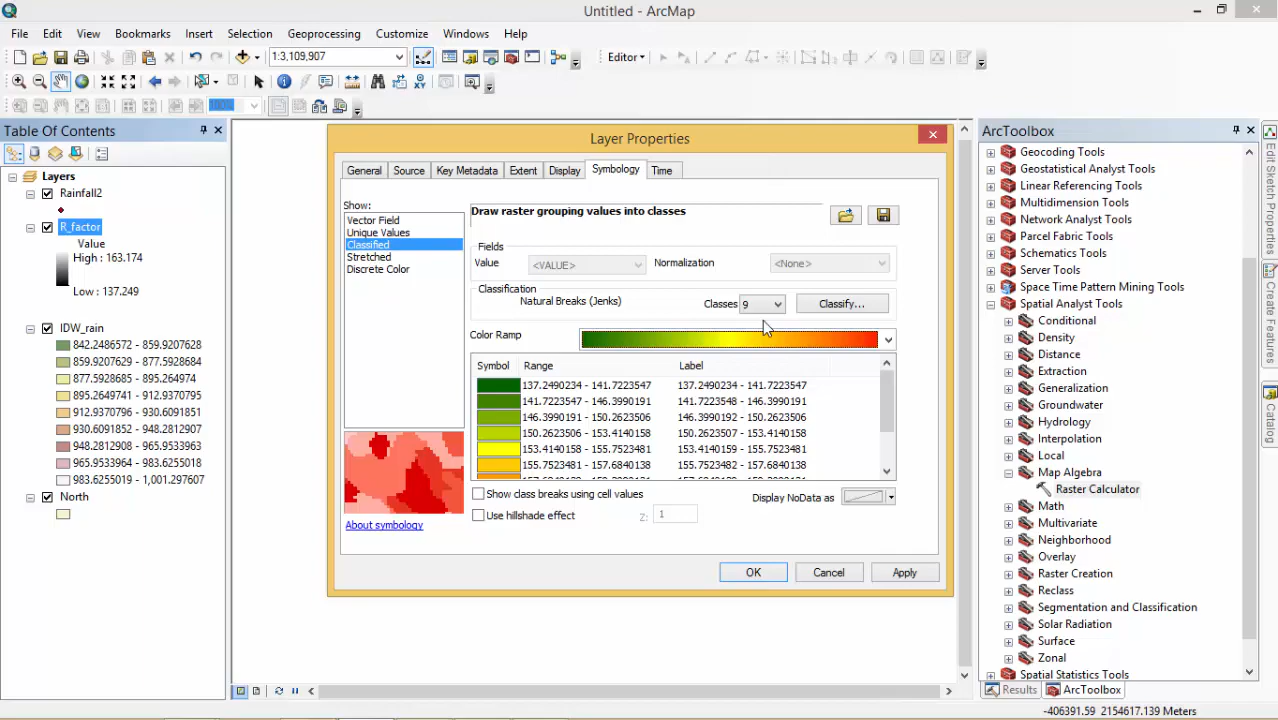 Untitled - ArcMap
File Edit View Bookmarks Insert Selection Geoprocessing Customize Windows Help
1:3,109,907
Editor
100%
Table Of Contents
Layers
Rainfall2
R_factor
Value
High : 163.174
Low : 137.249
IDW_rain
842.2486572 - 859.9207628
859.9207629 - 877.5928684
877.5928685 - 895.264974
895.2649741 - 912.9370795
912.9370796 - 930.6091851
930.6091852 - 948.2812907
948.2812908 - 965.9533963
965.9533964 - 983.6255018
983.6255019 - 1,001.297607
North
Layer Properties
General Source Key Metadata Extent Display Symbology Time
Show:
Vector Field
Unique Values
Classified
Stretched
Discrete Color
About symbology
Draw raster grouping values into classes
Fields
Value <VALUE> Normalization <None>
Classification
Natural Breaks (Jenks) Classes 9 Classify...
Color Ramp
Symbol Range Label
137.2490234 - 141.7223547 137.2490234 - 141.7223547
141.7223548 - 146.3990191 141.7223548 - 146.3990191
146.3990192 - 150.2623506 146.3990192 - 150.2623506
150.2623507 - 153.4140158 150.2623507 - 153.4140158
153.4140159 - 155.7523481 153.4140159 - 155.7523481
155.7523482 - 157.6840138 155.7523482 - 157.6840138
Show class breaks using cell values Display NoData as
Use hillshade effect Z: 1
OK Cancel Apply
ArcToolbox
Geocoding Tools
Geostatistical Analyst Tools
Linear Referencing Tools
Multidimension Tools
Network Analyst Tools
Parcel Fabric Tools
Schematics Tools
Server Tools
Space Time Pattern Mining Tools
Spatial Analyst Tools
Conditional
Density
Distance
Extraction
Generalization
Groundwater
Hydrology
Interpolation
Local
Map Algebra
Raster Calculator
Math
Multivariate
Neighborhood
Overlay
Raster Creation
Reclass
Segmentation and Classification
Solar Radiation
Surface
Zonal
Spatial Statistics Tools
Results ArcToolbox
Edit Sketch Properties
Create Features
Catalog
-406391.59 2154617.139 Meters